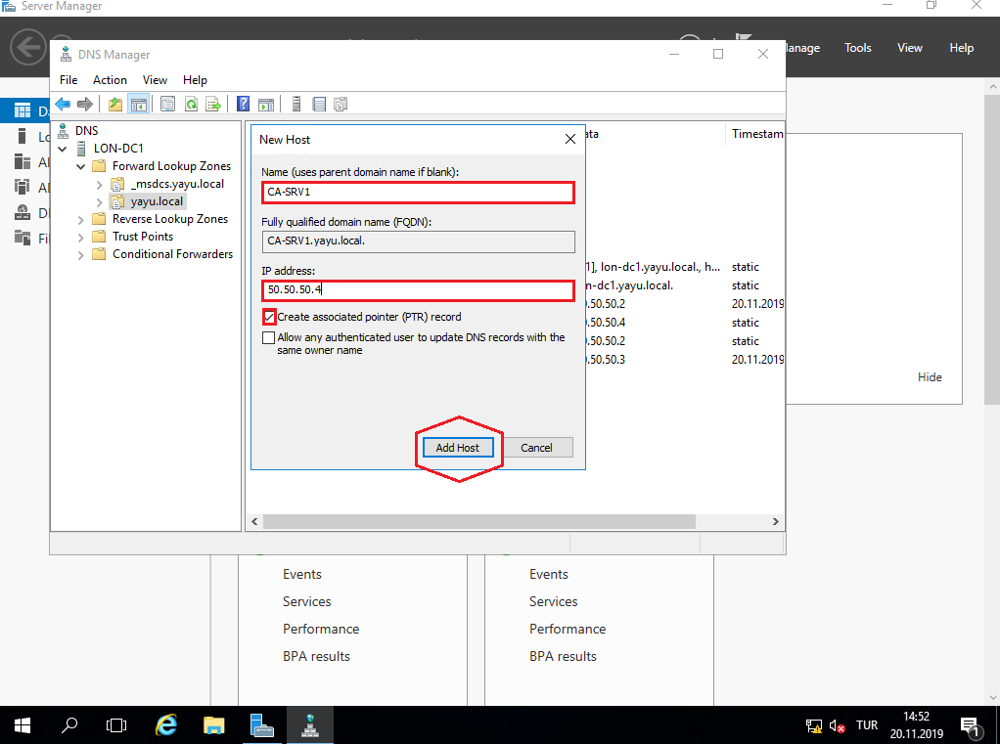 Server Manager
Manage Tools View Help
DNS Manager
File Action View Help
DNS
LON-DC1
Forward Lookup Zones
_msdcs.yayu.local
yayu.local
Reverse Lookup Zones
Trust Points
Conditional Forwarders
New Host
Name (uses parent domain name if blank):
CA-SRV1
Fully qualified domain name (FQDN):
CA-SRV1.yayu.local.
IP address:
50.50.50.4
Create associated pointer (PTR) record
Allow any authenticated user to update DNS records with the
same owner name
Add Host Cancel
ata Timestam
1], lon-dc1.yayu.local., h... static
n-dc1.yayu.local. static
.50.50.2 20.11.2019
.50.50.4 static
.50.50.2 static
.50.50.3 20.11.2019
Hide
Events
Services
Performance
BPA results
Events
Services
Performance
BPA results
TUR
14:52
20.11.2019
1